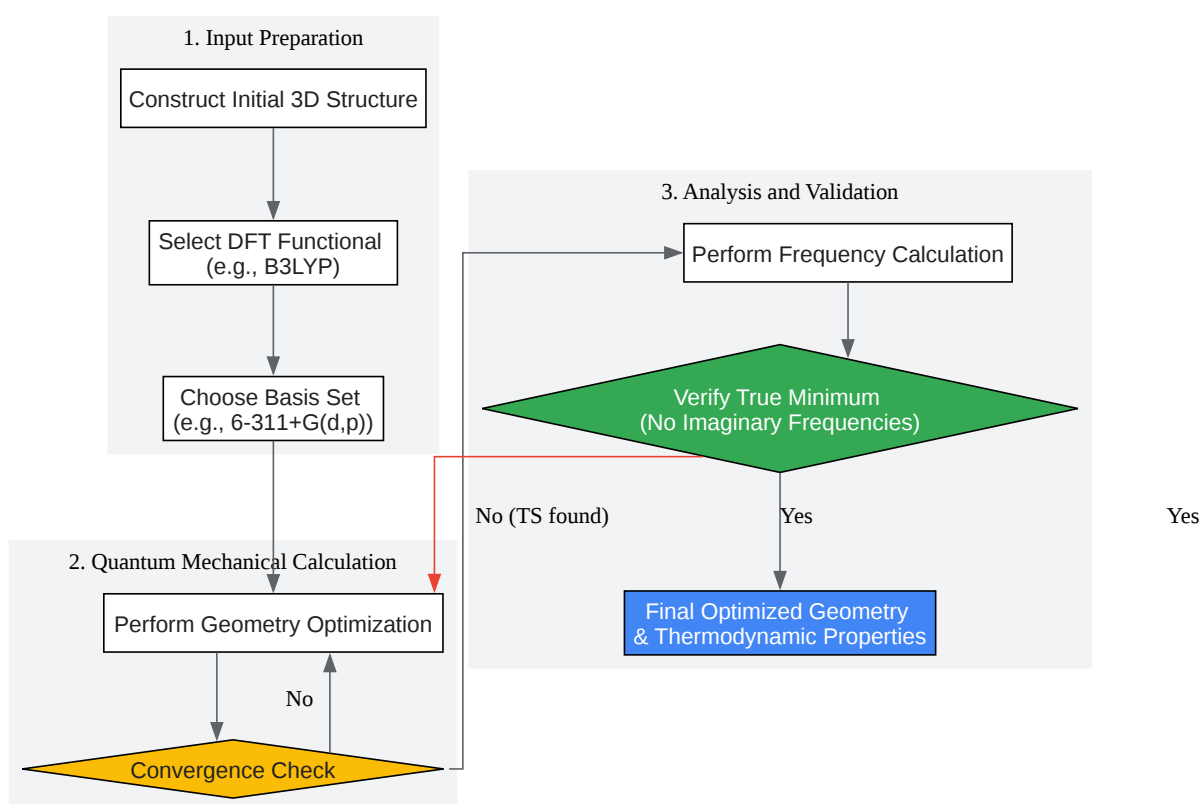 1. Input Preparation
Construct Initial 3D Structure
Select DFT Functional
(e.g., B3LYP)
Choose Basis Set
(e.g., 6-311+G(d,p))
2. Quantum Mechanical Calculation
Perform Geometry Optimization
No
Convergence Check
3. Analysis and Validation
Perform Frequency Calculation
Verify True Minimum
(No Imaginary Frequencies)
No (TS found)
Yes
Yes
Final Optimized Geometry
& Thermodynamic Properties